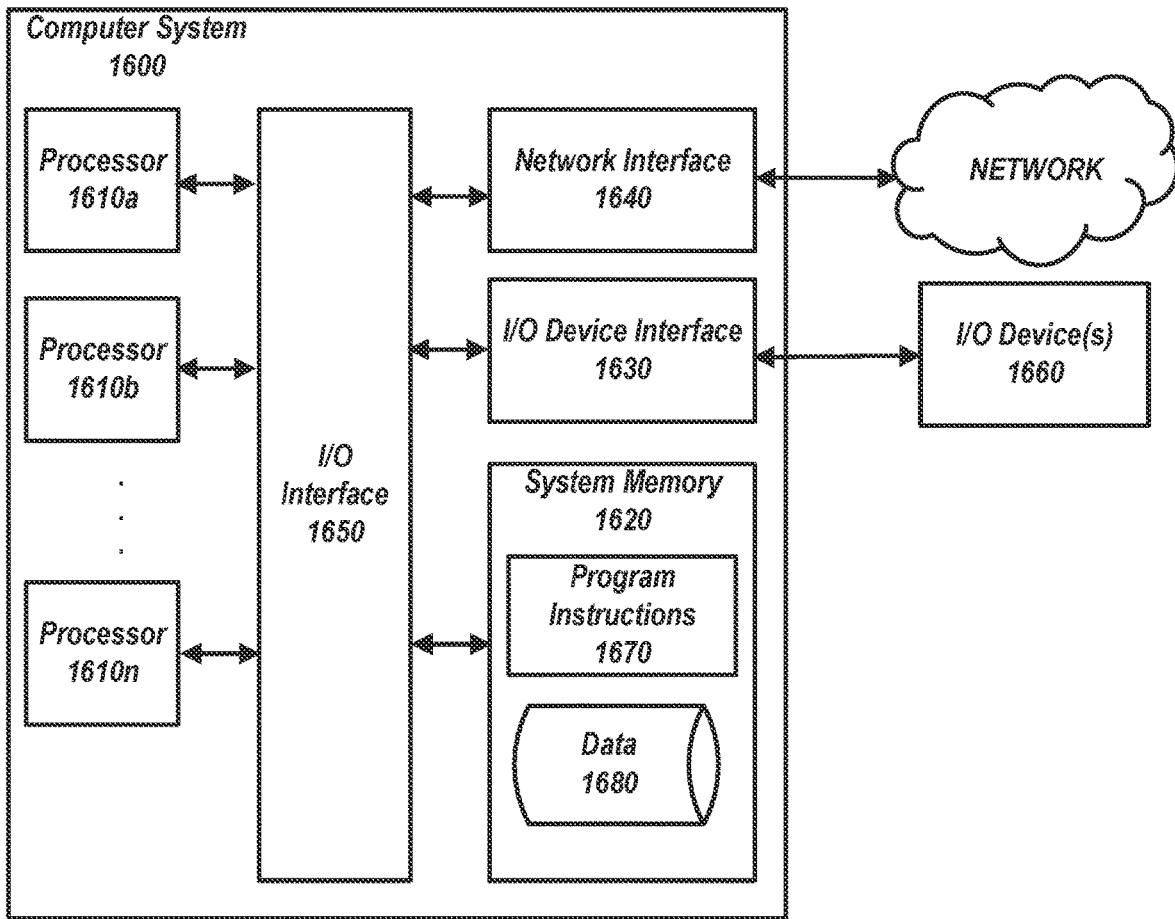 Computer System
1600
Processor
1610a
Processor
1610b
.
.
.
Processor
1610n
I/O
Interface
1650
Network Interface
1640
I/O Device Interface
1630
System Memory
1620
Program
Instructions
1670
Data
1680
NETWORK
I/O Device(s)
1660